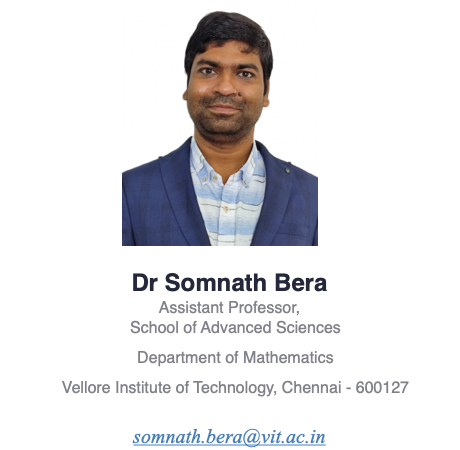 Dr Somnath Bera
Assistant Professor,
School of Advanced Sciences
Department of Mathematics
Vellore Institute of Technology, Chennai - 600127
somnath.bera@vit.ac.in